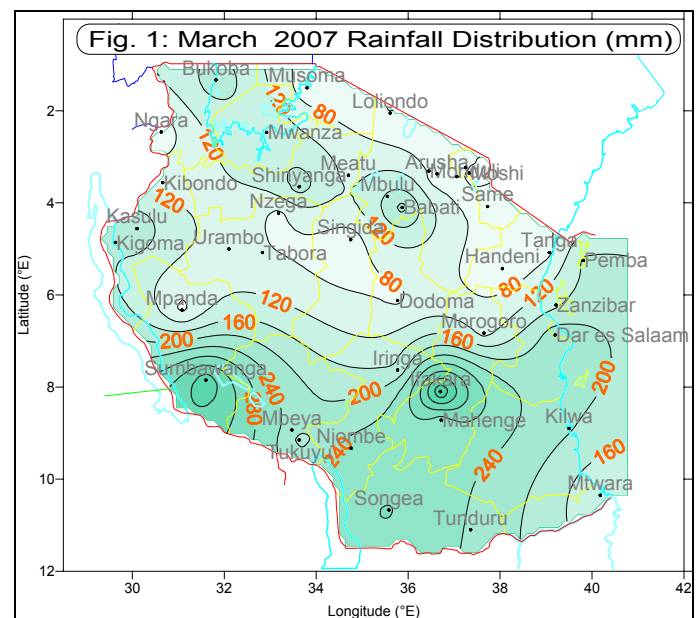 Fig. 1: March 2007 Rainfall Distribution (mm)
Bukoba
Musoma
120
80
Loliondo
2
Ngara
120
Mwanza
Meatu
Arusha
Moshi
Shinyanga
Mbulu
Kibondo
Same
4
120
Nzega
Babati
Kasulu
120
Singida
Kigoma
Urambo
Tabora
Tanga
Handeni
Pemba
80
80
6
Mpanda
120
Dodoma
120
Zanzibar
160
Morogoro
160
Dar es Salaam
200
Iringa
Sumbawanga
200
240
200
Ifakara
8
280
Mbeya
Mahenge
Kilwa
Njombe
240
Tukuyu
240
160
10
Songea
Mtwara
Tunduru
12
30
32
34
36
38
40
42
Latitude (°E)
Longitude (°E)